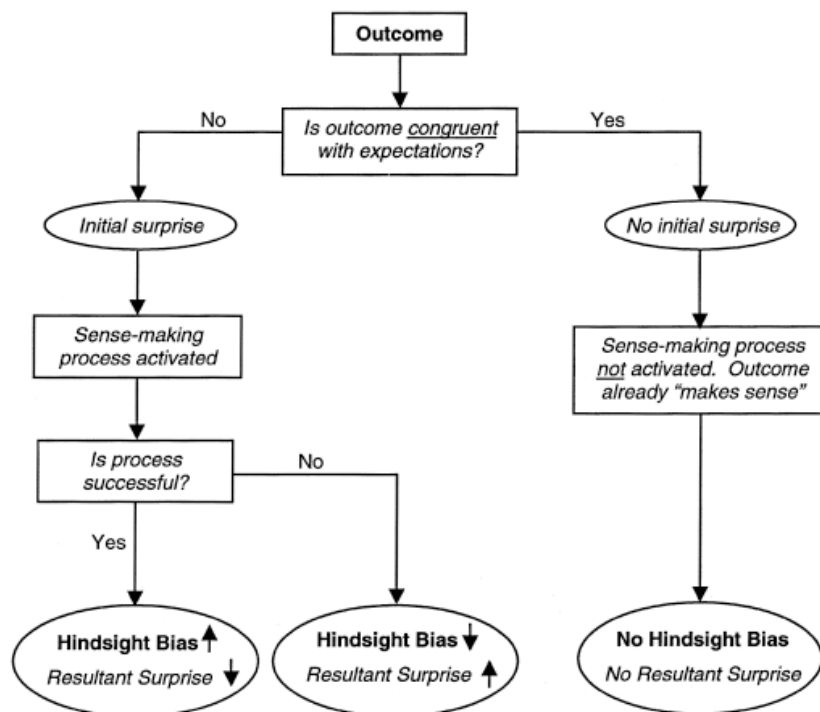 Outcome
Is outcome congruent
with expectations?
No
Yes
Initial surprise
No initial surprise
Sense-making
process activated
Sense-making process
not activated. Outcome
already “makes sense”
Is process
successful?
No
Yes
Hindsight Bias
Resultant Surprise
Hindsight Bias
Resultant Surprise
No Hindsight Bias
No Resultant Surprise